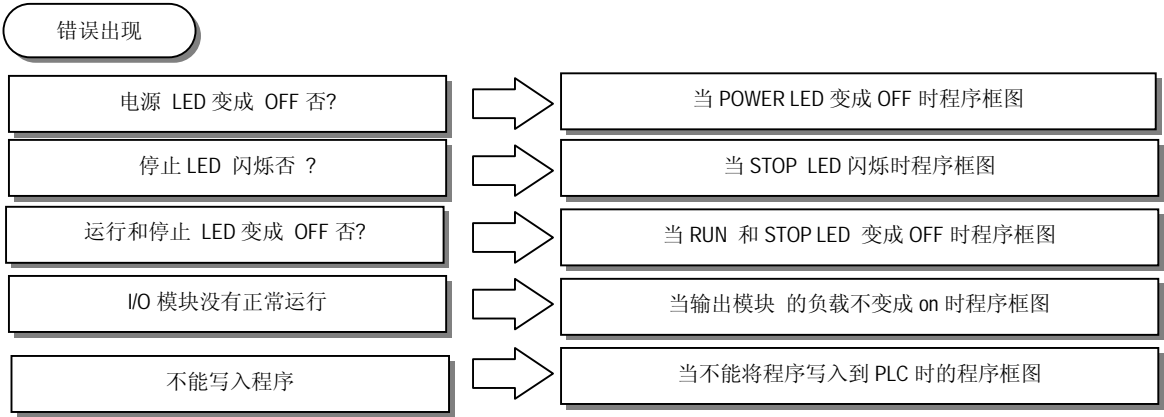 错误出现
电源 LED 变成 OFF 否?
当 POWER LED 变成 OFF 时程序框图
停止 LED 闪烁否 ?
当 STOP LED 闪烁时程序框图
运行和停止 LED 变成 OFF 否?
当 RUN 和 STOP LED 变成 OFF 时程序框图
I/O 模块没有正常运行
当输出模块 的负载不变成 on 时程序框图
不能写入程序
当不能将程序写入到 PLC 时的程序框图